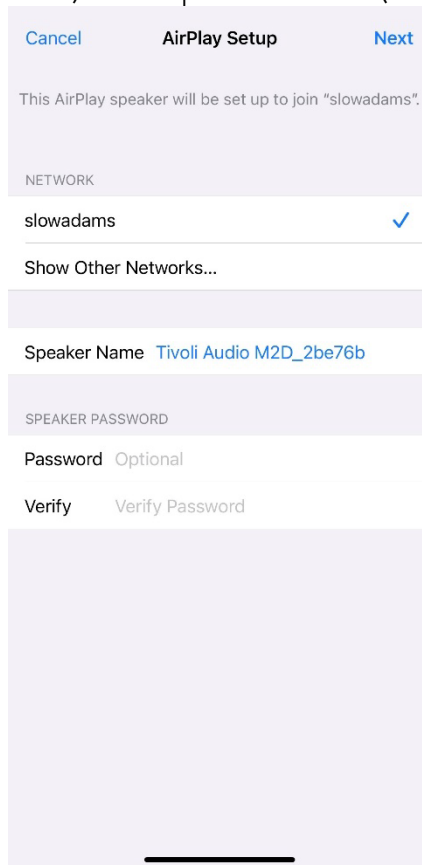 Cancel AirPlay Setup Next
This AirPlay speaker will be set up to join “slowadams”.
NETWORK
slowadams
Show Other Networks...
Speaker Name Tivoli Audio M2D_2be76b
SPEAKER PASSWORD
Password Optional
Verify Verify Password